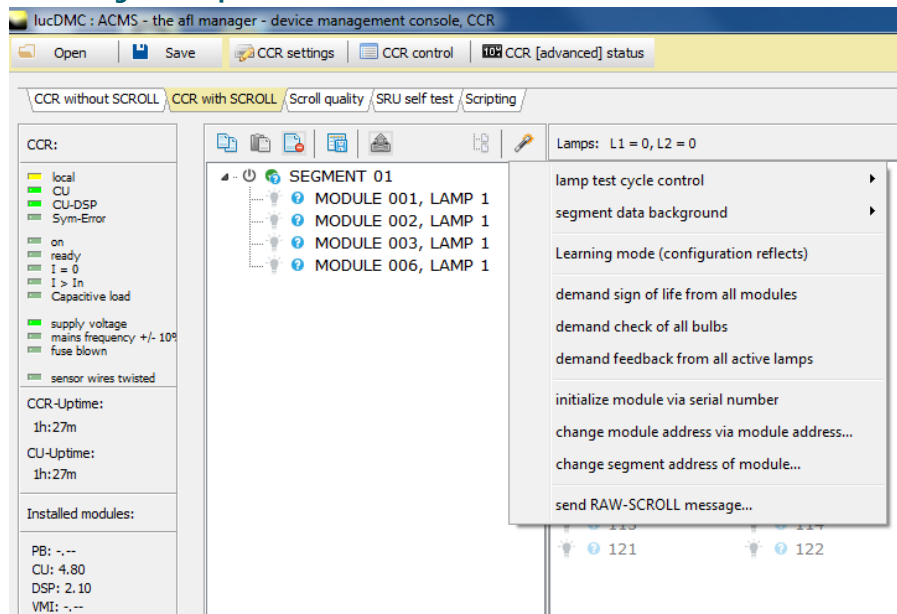 lucDMC : ACMS - the afl manager - device management console, CCR
Open Save CCR settings CCR control CCR [advanced] status
CCR without SCROLL CCR with SCROLL Scroll quality SRU self test Scripting
CCR:
local
CU
CU-DSP
Sym-Error
on
ready
I = 0
I > In
Capacitive load
supply voltage
mains frequency +/- 10%
fuse blown
sensor wires twisted
CCR-Uptime:
1h:27m
CU-Uptime:
1h:27m
Installed modules:
PB: -.--
CU: 4.80
DSP: 2.10
VMI: -.--
SEGMENT 01
MODULE 001, LAMP 1
MODULE 002, LAMP 1
MODULE 003, LAMP 1
MODULE 006, LAMP 1
Lamps: L1 = 0, L2 = 0
lamp test cycle control
segment data background
Learning mode (configuration reflects)
demand sign of life from all modules
demand check of all bulbs
demand feedback from all active lamps
initialize module via serial number
change module address via module address...
change segment address of module...
send RAW-SCROLL message...
113 114
121 122